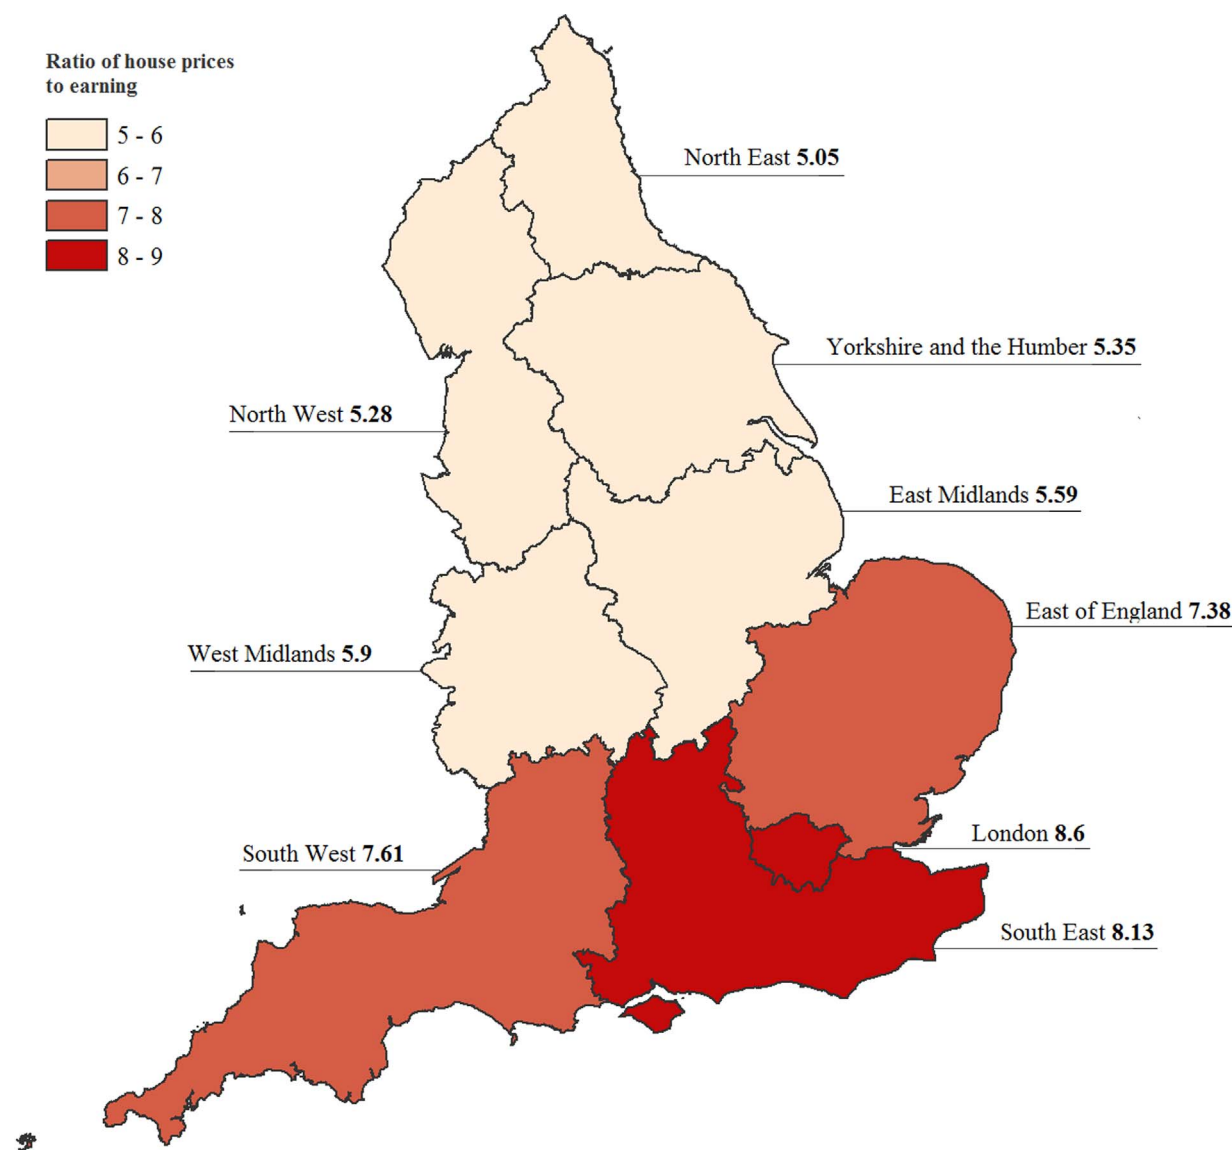 Ratio of house prices
to earning
5 - 6
6 - 7
7 - 8
8 - 9
North East 5.05
Yorkshire and the Humber 5.35
North West 5.28
East Midlands 5.59
East of England 7.38
West Midlands 5.9
London 8.6
South West 7.61
South East 8.13